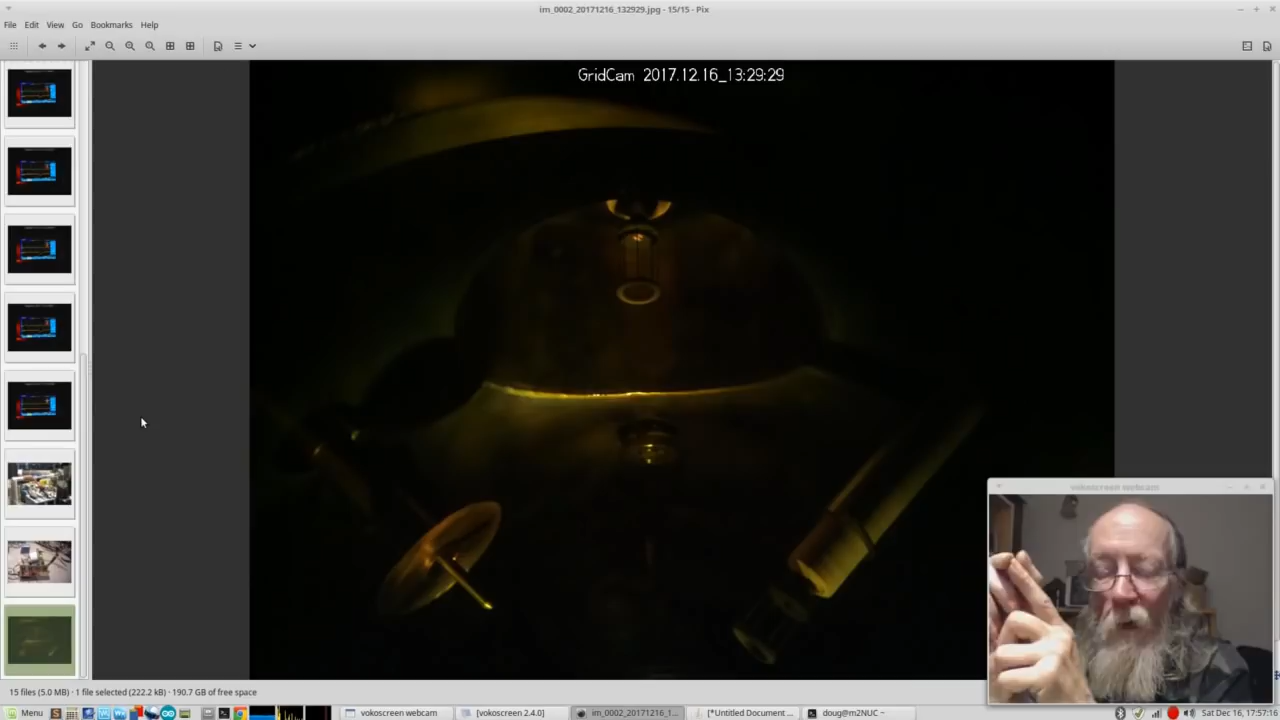 im_0002_20171216_132929.jpg - 15/15 - Pix
File Edit View Go Bookmarks Help
GridCam 2017.12.16_13:29:29
vokoscreen webcam
15 files (5.0 MB) · 1 file selected (222.2 kB) · 190.7 GB of free space
Menu vokoscreen webcam [vokoscreen 2.4.0] im_0002_20171216_1... [*Untitled Document ... doug@m2NUC ~ Sat Dec 16, 17:57:16